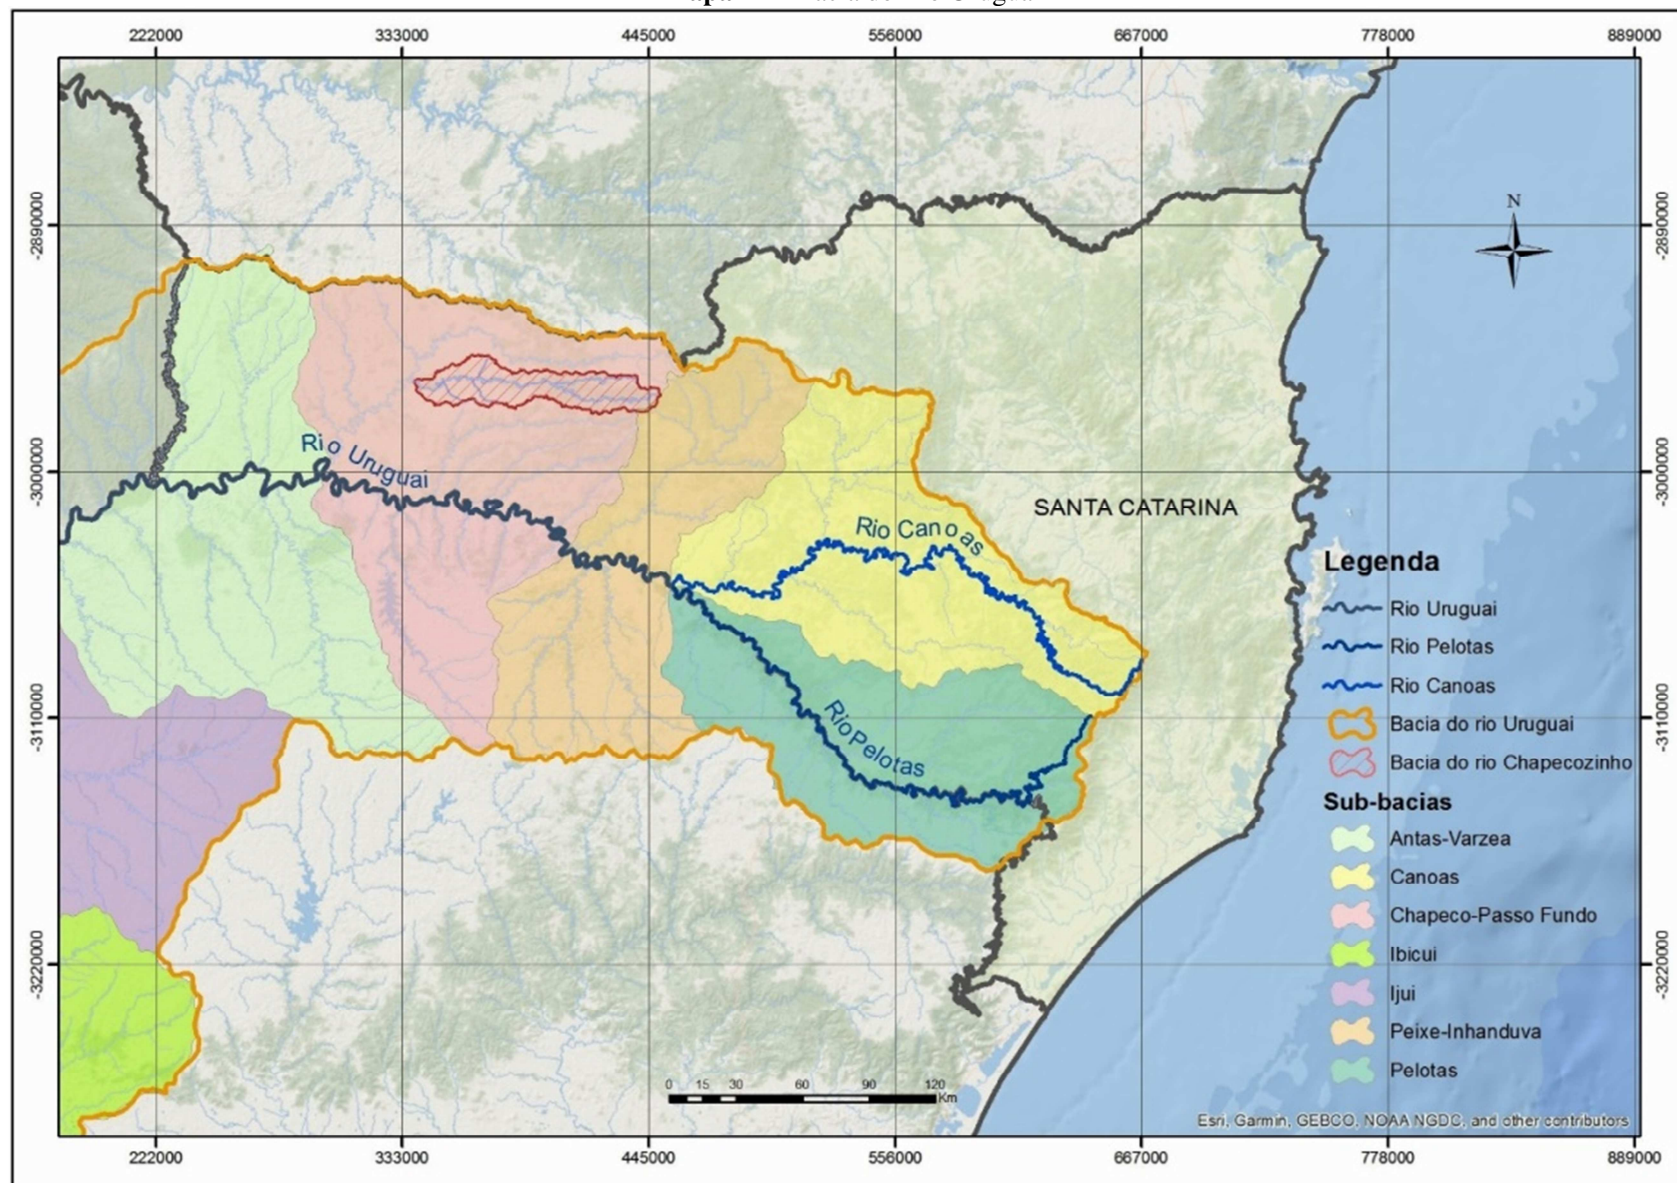 222000 333000 445000 556000 667000 778000 889000
-2890000 -2890000
N
Rio Uruguai
-3000000 -3000000
SANTA CATARINA
Rio Canoas
Rio Pelotas
-3110000 -3110000
-3220000 -3220000
Legenda
Rio Uruguai
Rio Pelotas
Rio Canoas
Bacia do rio Uruguai
Bacia do rio Chapecozinho
Sub-bacias
Antas-Varzea
Canoas
Chapeco-Passo Fundo
Ibicui
Ijui
Peixe-Inhanduva
Pelotas
0 15 30 60 90 120
Km
Esri, Garmin, GEBCO, NOAA NGDC, and other contributors
222000 333000 445000 556000 667000 778000 889000